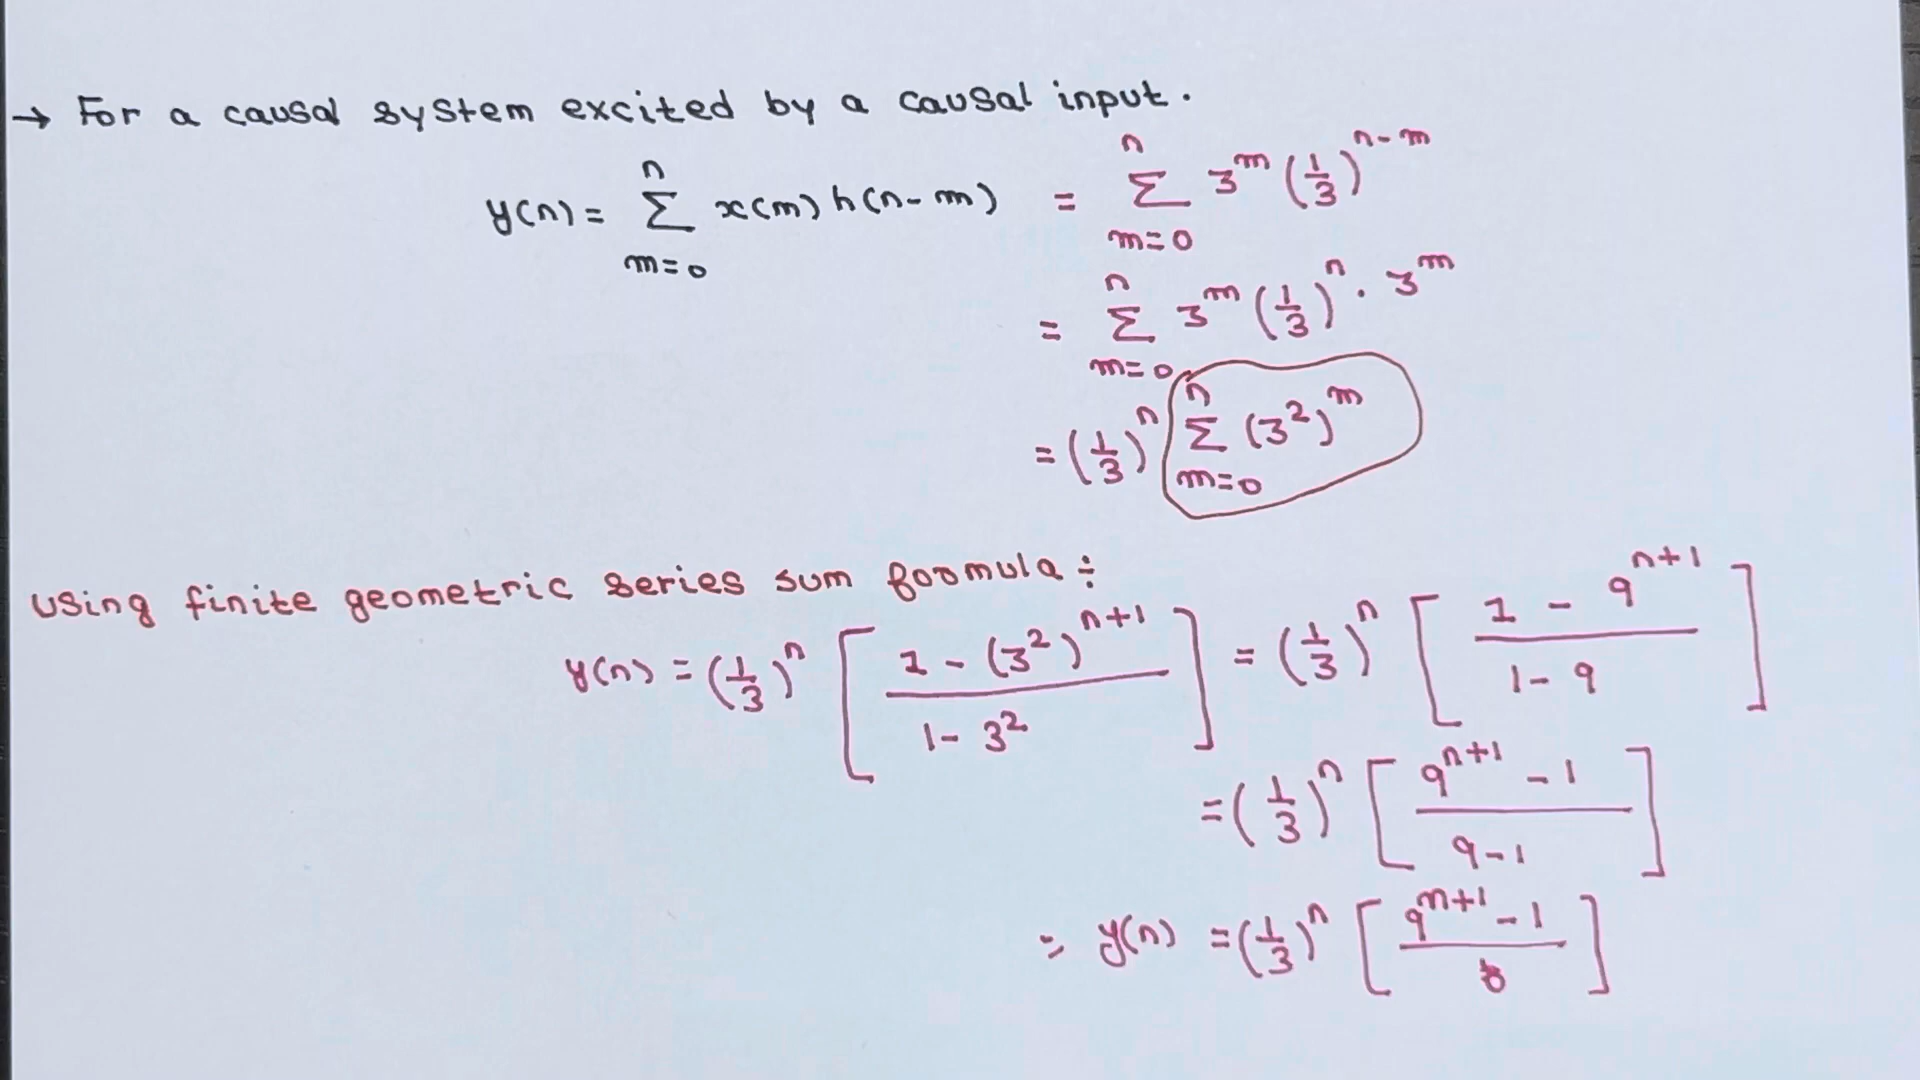 → For a causal system excited by a causal input.
y(n) = Σ_{m=0}^{n} x(m) h(n-m) = Σ_{m=0}^{n} 3^m (1/3)^{n-m}
= Σ_{m=0}^{n} 3^m (1/3)^n . 3^m
= (1/3)^n Σ_{m=0}^{n} (3^2)^m
Using finite geometric series sum formula ÷
y(n) = (1/3)^n [ (1 - (3^2)^{n+1}) / (1 - 3^2) ] = (1/3)^n [ (1 - 9^{n+1}) / (1 - 9) ]
= (1/3)^n [ (9^{n+1} - 1) / (9 - 1) ]
= y(n) = (1/3)^n [ (9^{n+1} - 1) / 8 ]